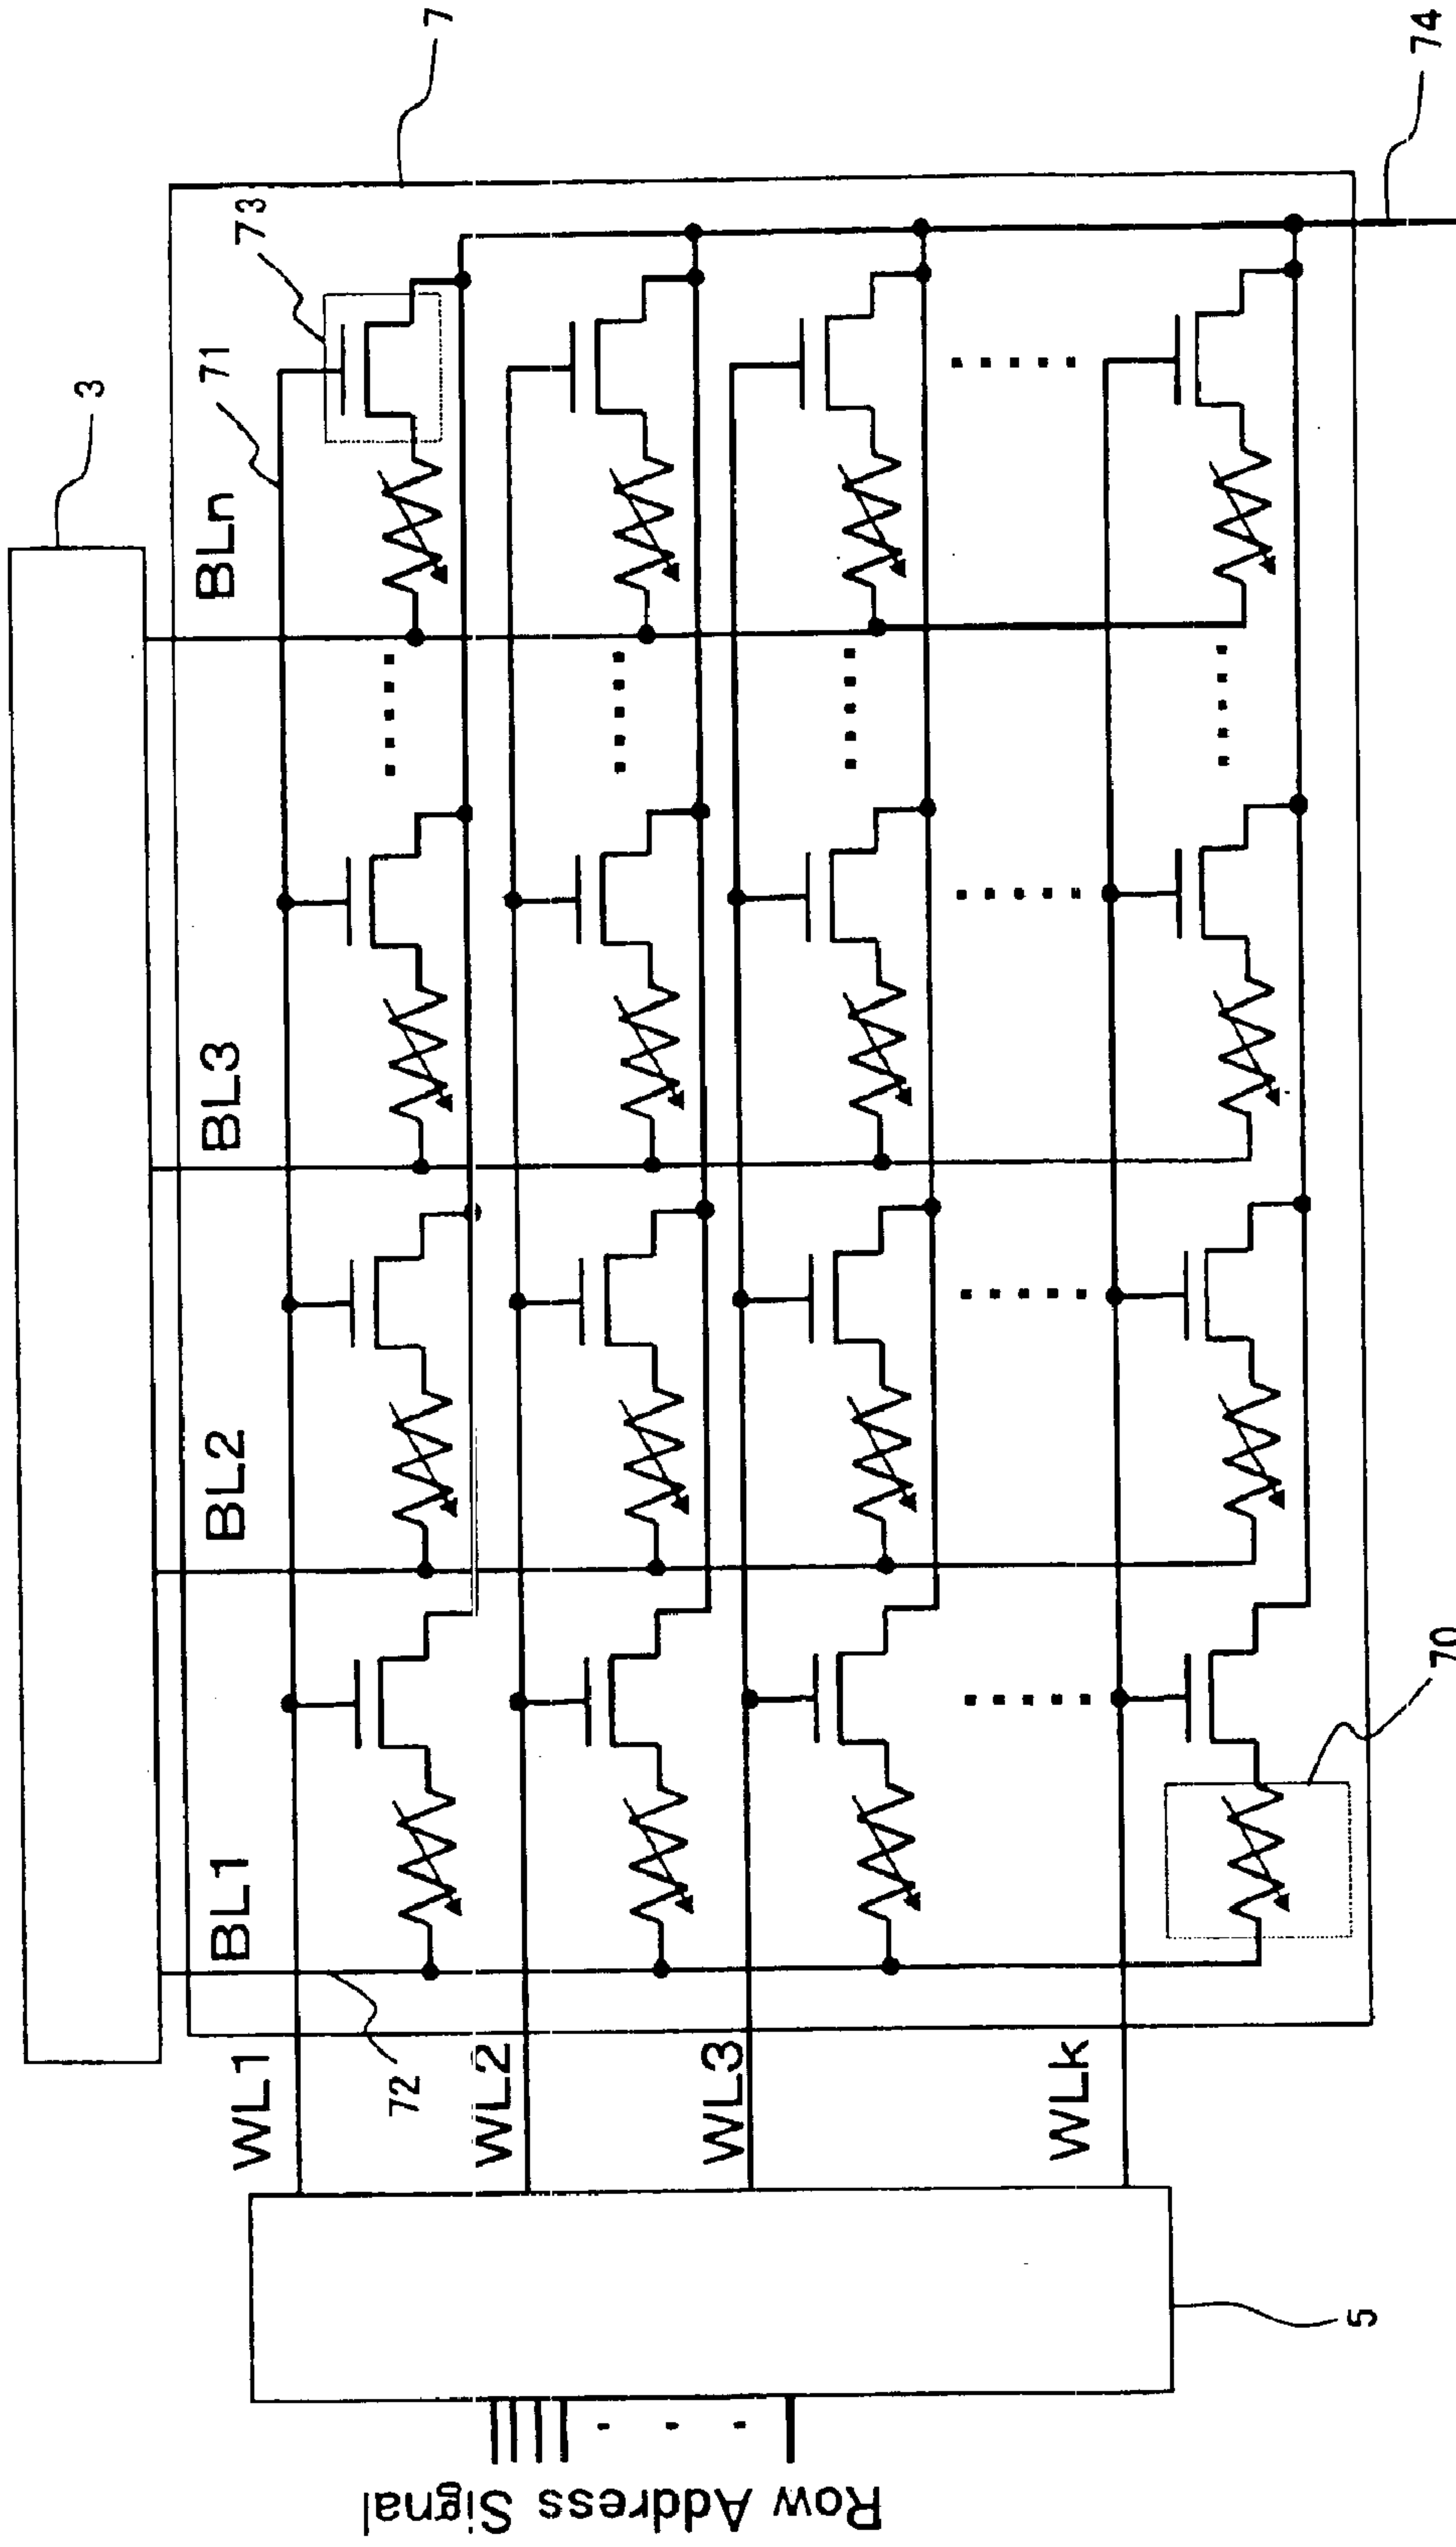 3
7
73
71
BL1
BL2
BL3
BLn
WL1
72
WL2
WL3
WLk
70
74
5
Row Address Signal